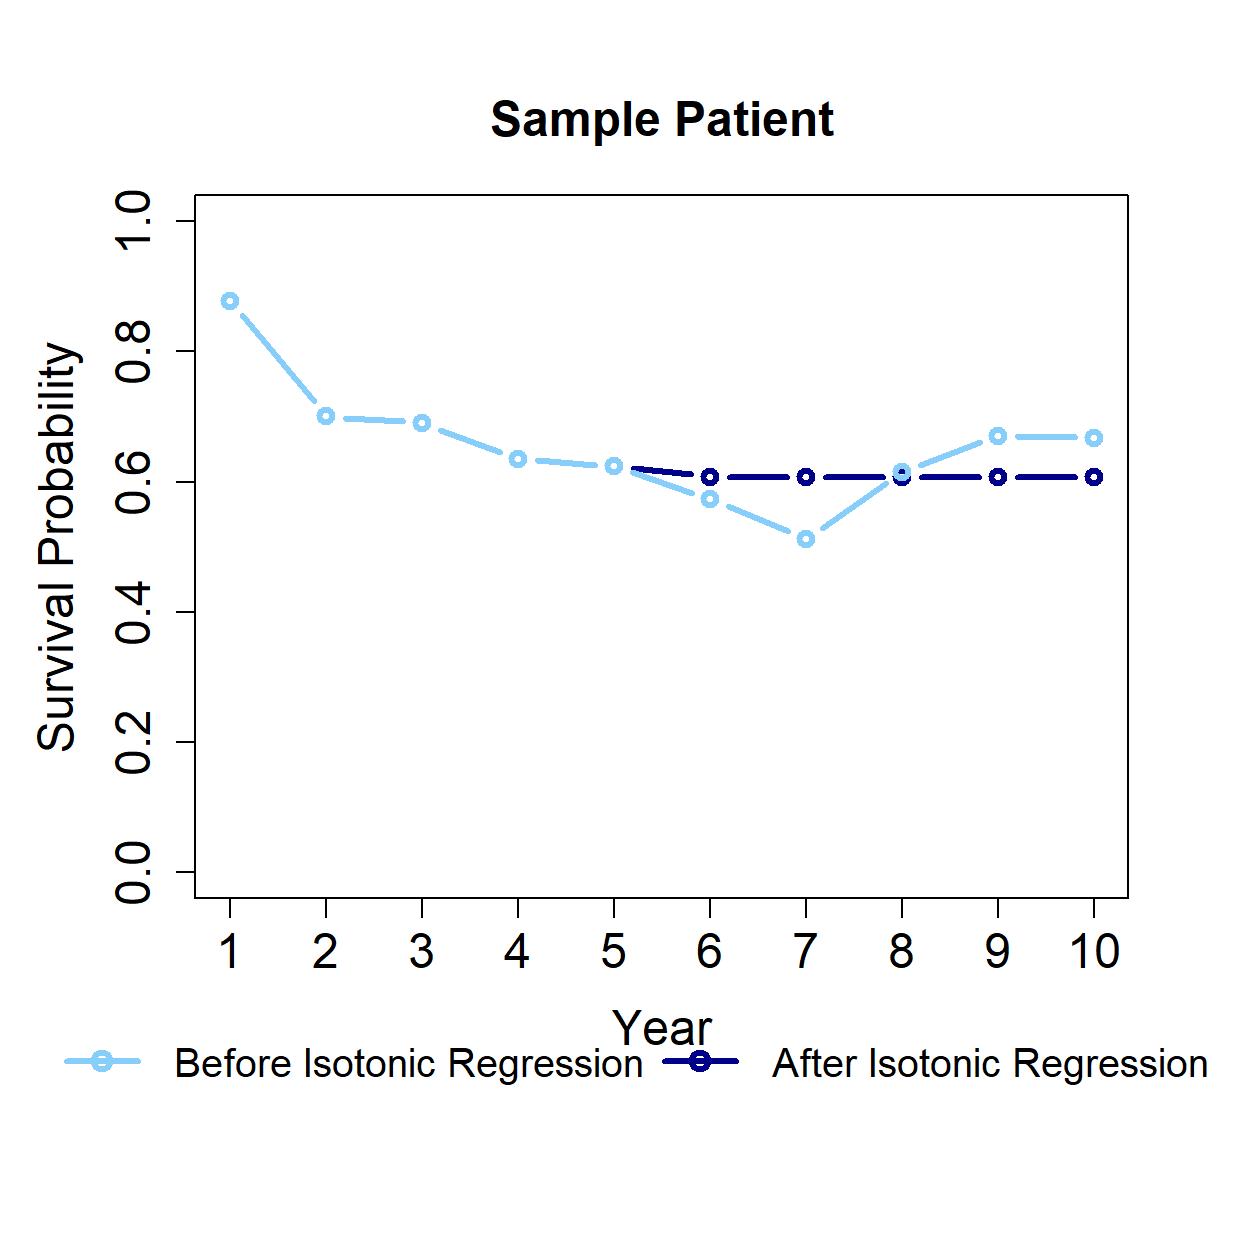 Sample Patient
Survival Probability
1.0
0.8
0.6
0.4
0.2
0.0
1 2 3 4 5 6 7 8 9 10
Year
Before Isotonic Regression After Isotonic Regression